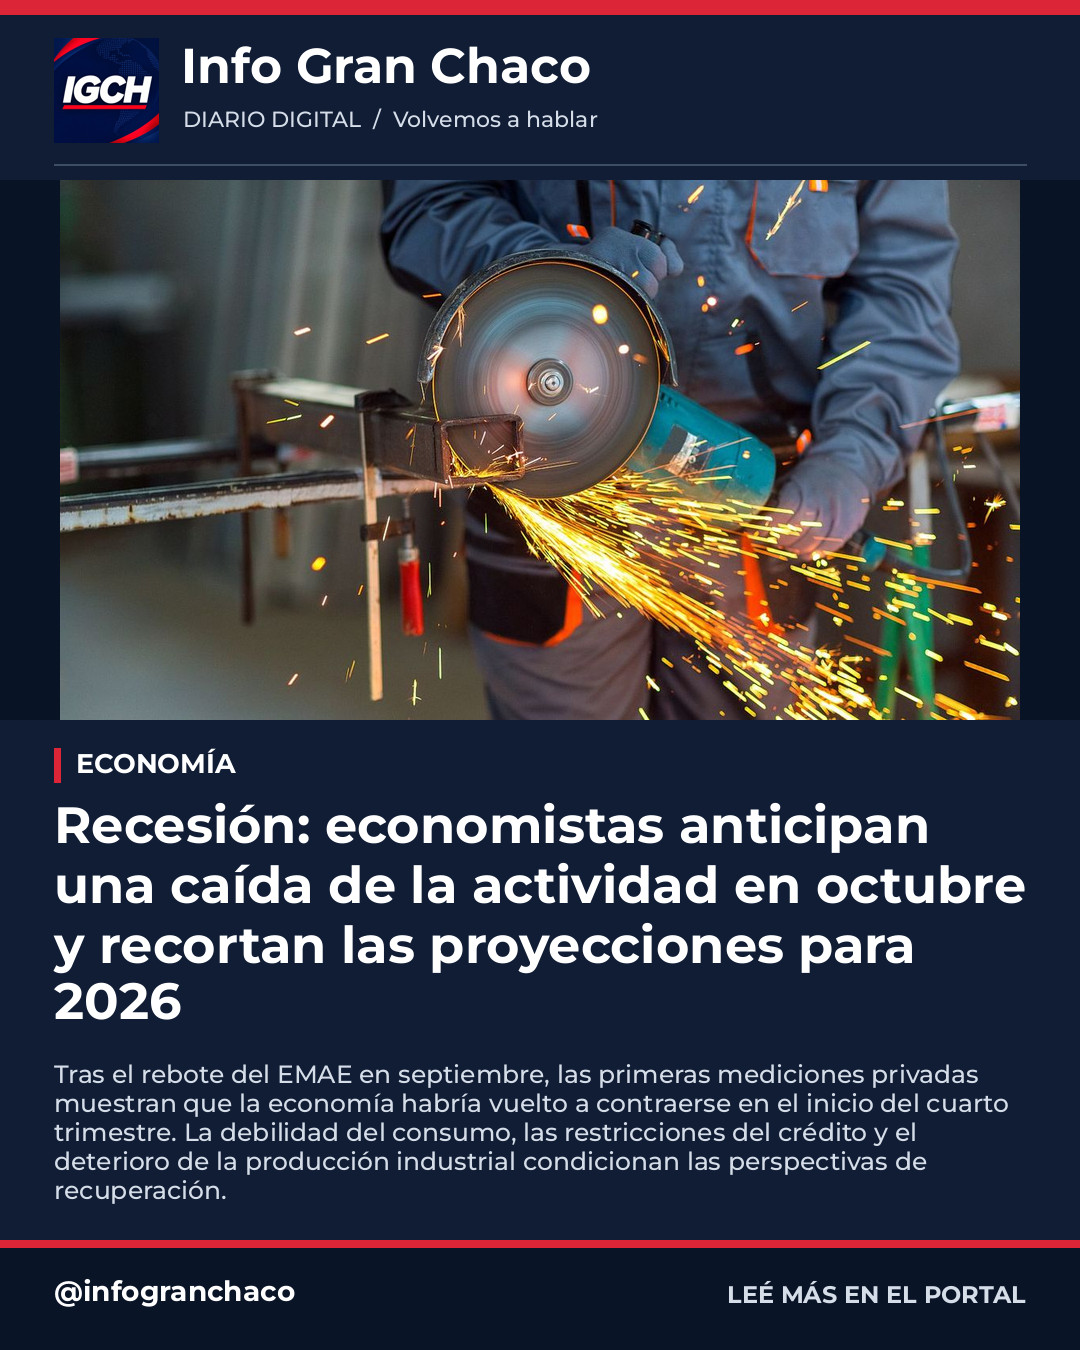 IGCH
Info Gran Chaco
DIARIO DIGITAL / Volvemos a hablar
ECONOMÍA
Recesión: economistas anticipan
una caída de la actividad en octubre
y recortan las proyecciones para
2026
Tras el rebote del EMAE en septiembre, las primeras mediciones privadas
muestran que la economía habría vuelto a contraerse en el inicio del cuarto
trimestre. La debilidad del consumo, las restricciones del crédito y el
deterioro de la producción industrial condicionan las perspectivas de
recuperación.
@infogranchaco
LEÉ MÁS EN EL PORTAL